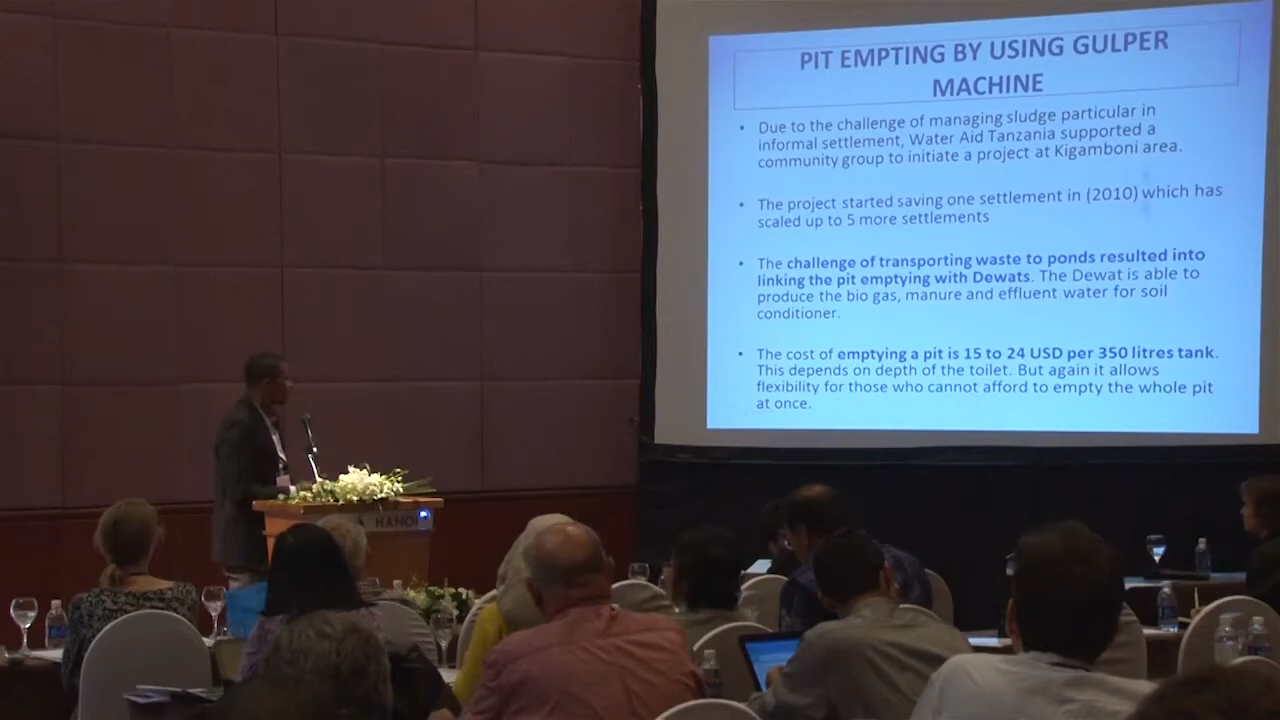 PIT EMPTING BY USING GULPER
MACHINE
• Due to the challenge of managing sludge particular in
informal settlement, Water Aid Tanzania supported a
community group to initiate a project at Kigamboni area.
• The project started saving one settlement in (2010) which has
scaled up to 5 more settlements
• The challenge of transporting waste to ponds resulted into
linking the pit emptying with Dewats. The Dewat is able to
produce the bio gas, manure and effluent water for soil
conditioner.
• The cost of emptying a pit is 15 to 24 USD per 350 litres tank.
This depends on depth of the toilet. But again it allows
flexibility for those who cannot afford to empty the whole pit
at once.
HANOI